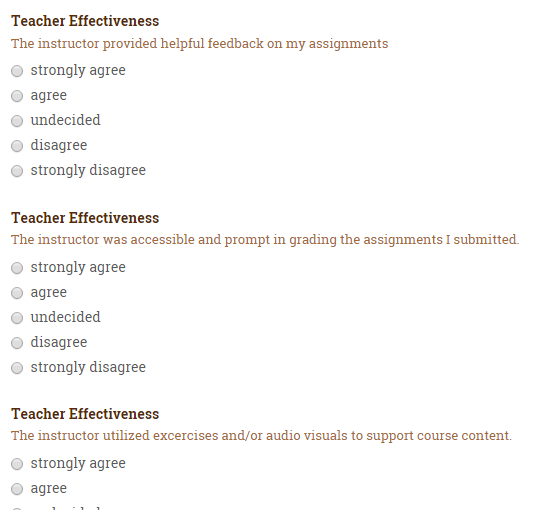 Teacher Effectiveness
The instructor provided helpful feedback on my assignments
strongly agree
agree
undecided
disagree
strongly disagree
Teacher Effectiveness
The instructor was accessible and prompt in grading the assignments I submitted.
strongly agree
agree
undecided
disagree
strongly disagree
Teacher Effectiveness
The instructor utilized excercises and/or audio visuals to support course content.
strongly agree
agree